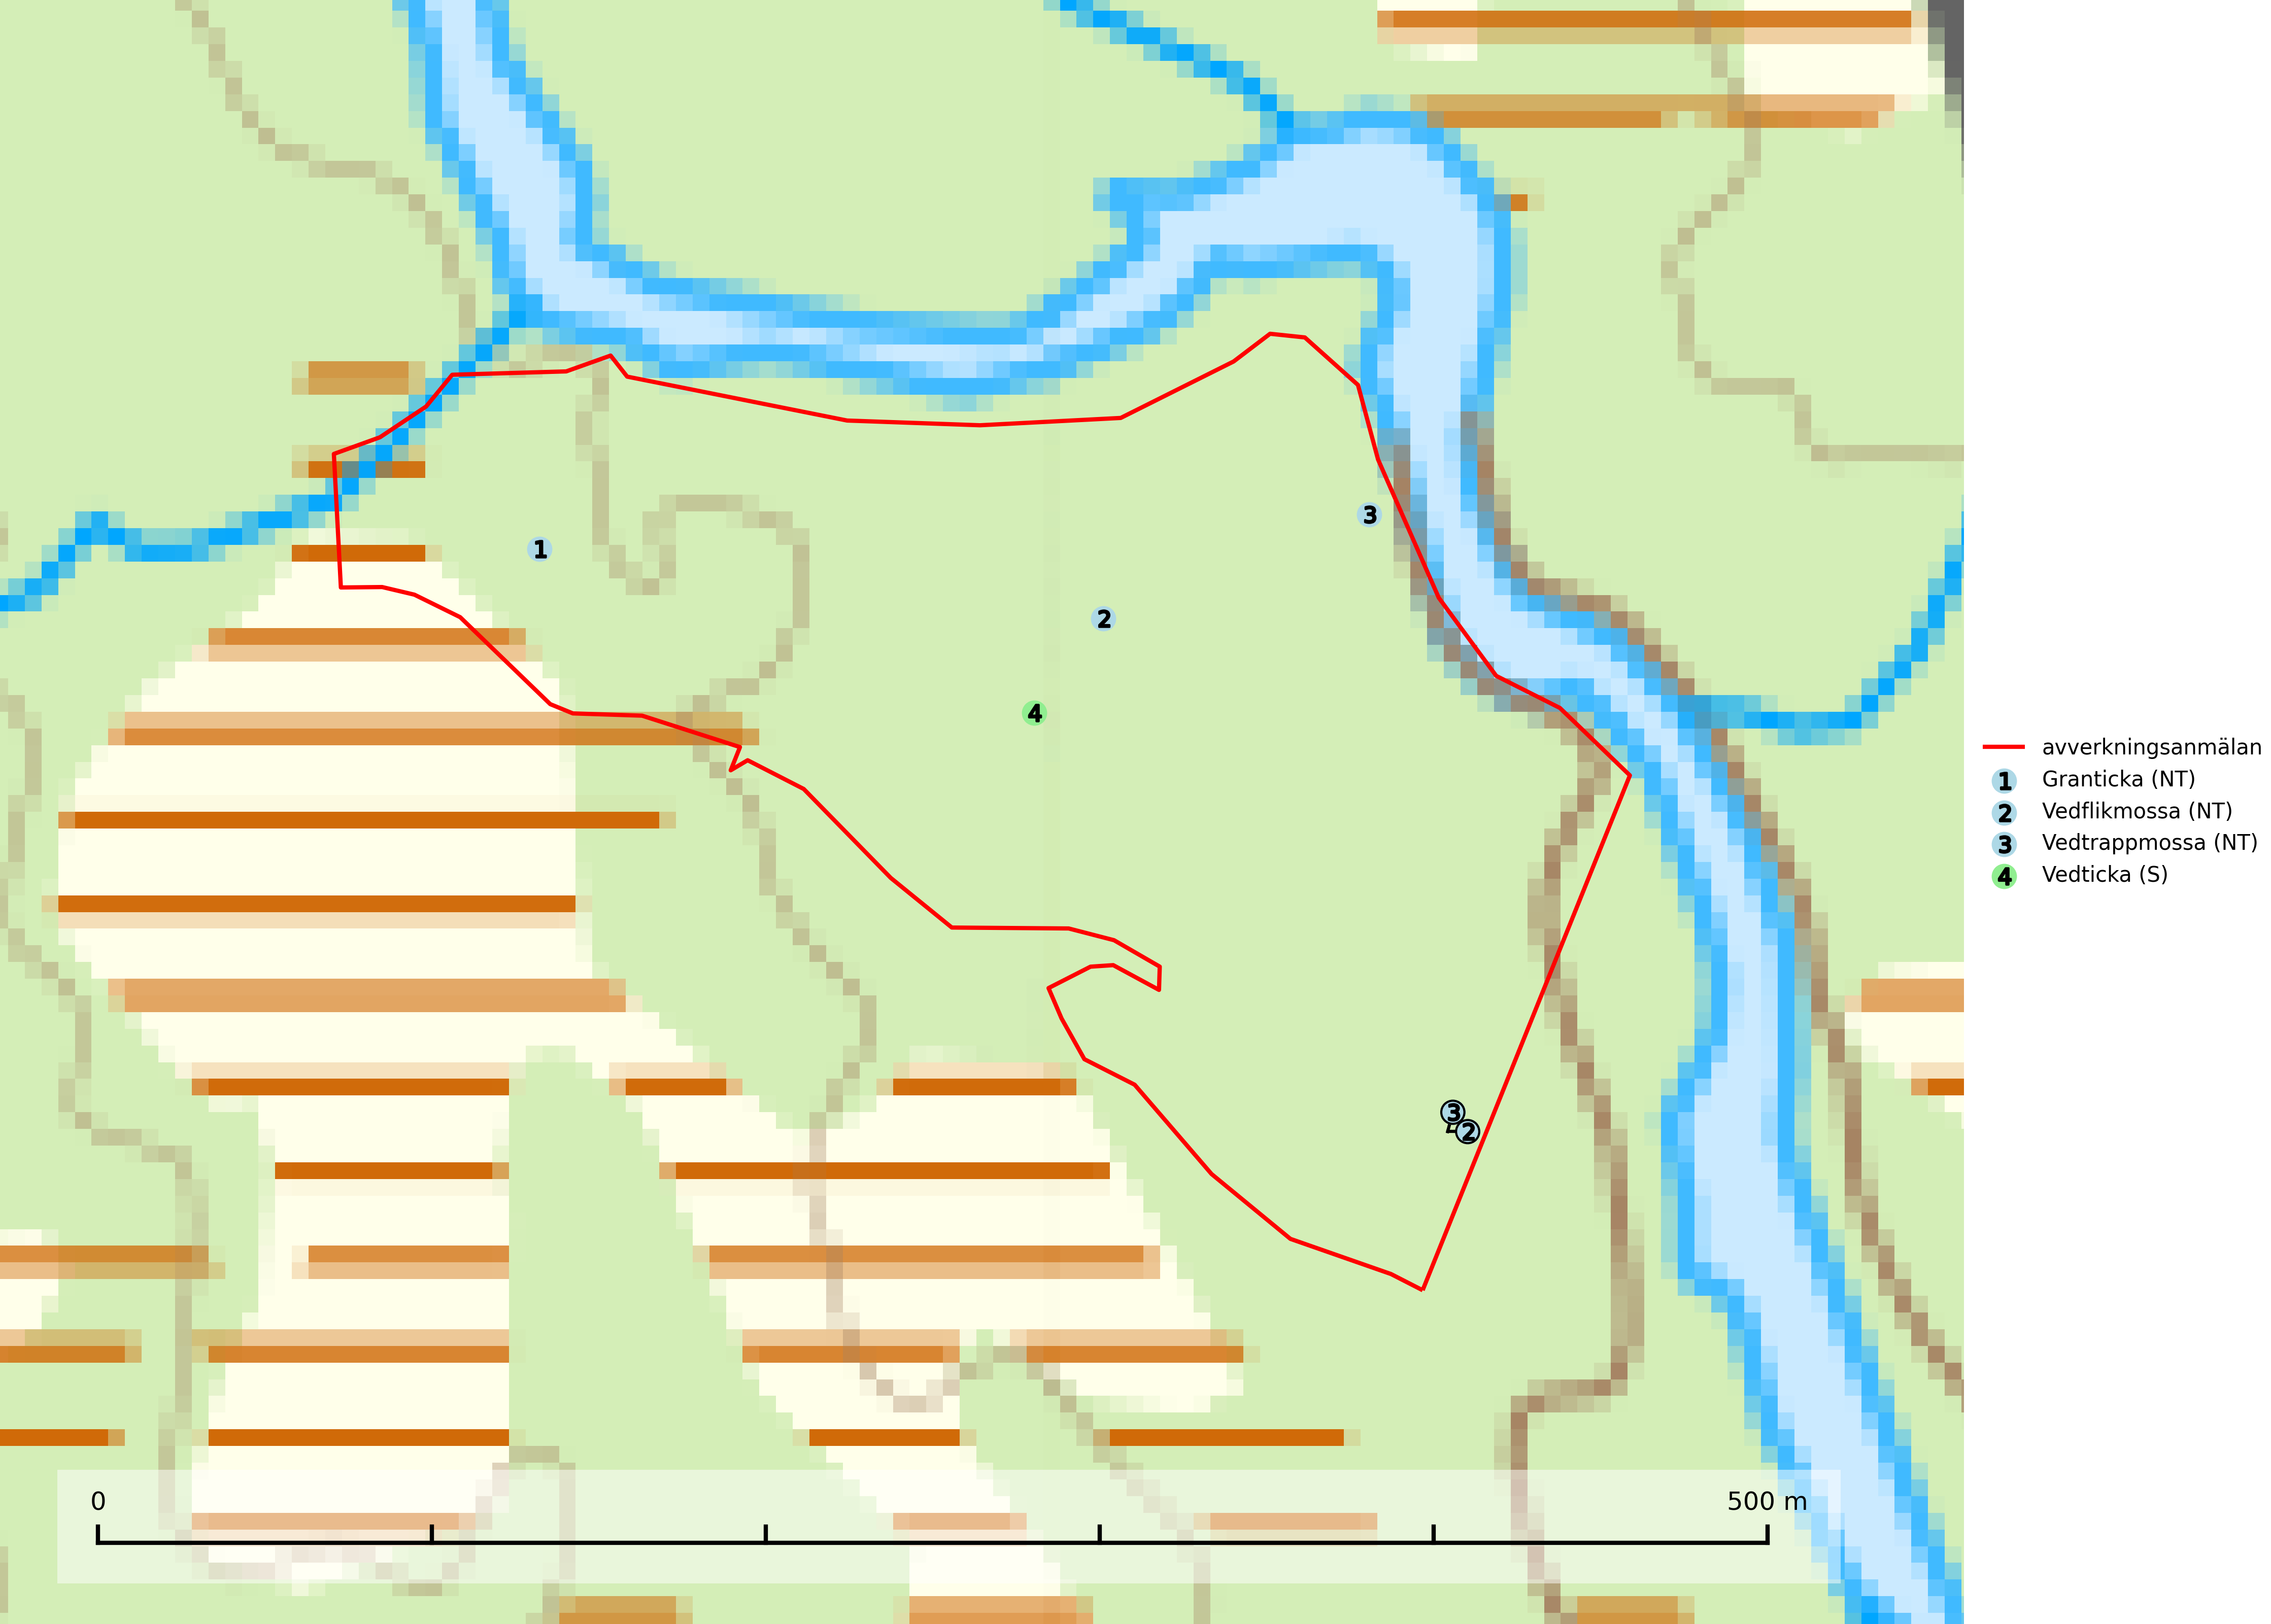 1
3
2
4
3
2
0
500 m
avverkningsanmälan
1 Granticka (NT)
2 Vedflikmossa (NT)
3 Vedtrappmossa (NT)
4 Vedticka (S)